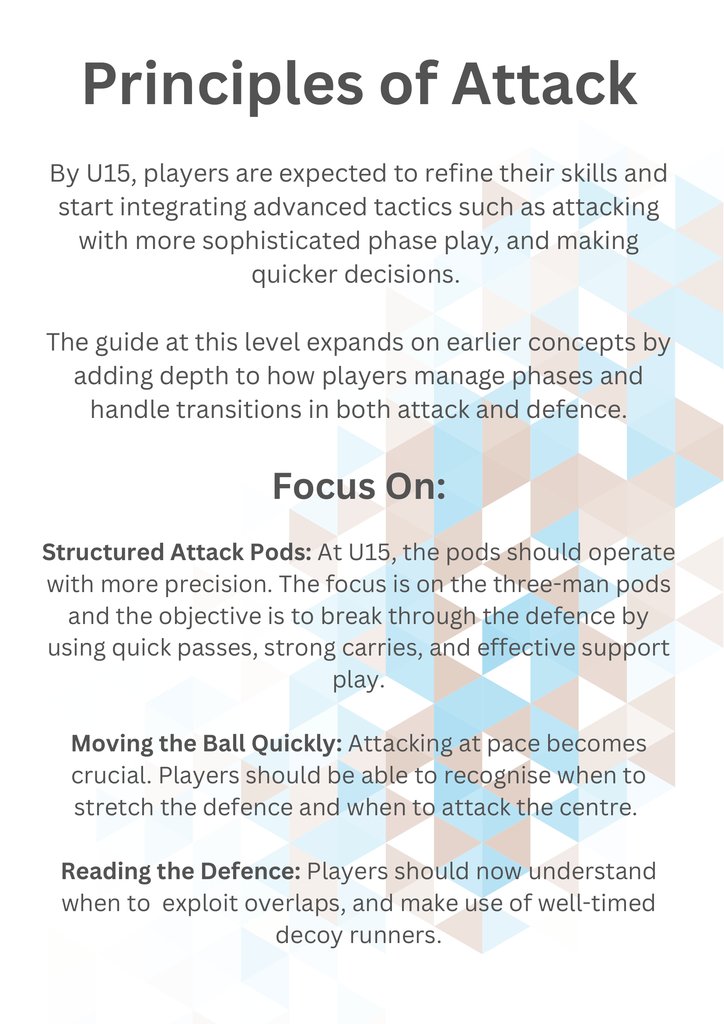 Principles of Attack
By U15, players are expected to refine their skills and
start integrating advanced tactics such as attacking
with more sophisticated phase play, and making
quicker decisions.
The guide at this level expands on earlier concepts by
adding depth to how players manage phases and
handle transitions in both attack and defence.
Focus On:
Structured Attack Pods: At U15, the pods should operate
with more precision. The focus is on the three-man pods
and the objective is to break through the defence by
using quick passes, strong carries, and effective support
play.
Moving the Ball Quickly: Attacking at pace becomes
crucial. Players should be able to recognise when to
stretch the defence and when to attack the centre.
Reading the Defence: Players should now understand
when to  exploit overlaps, and make use of well-timed
decoy runners.